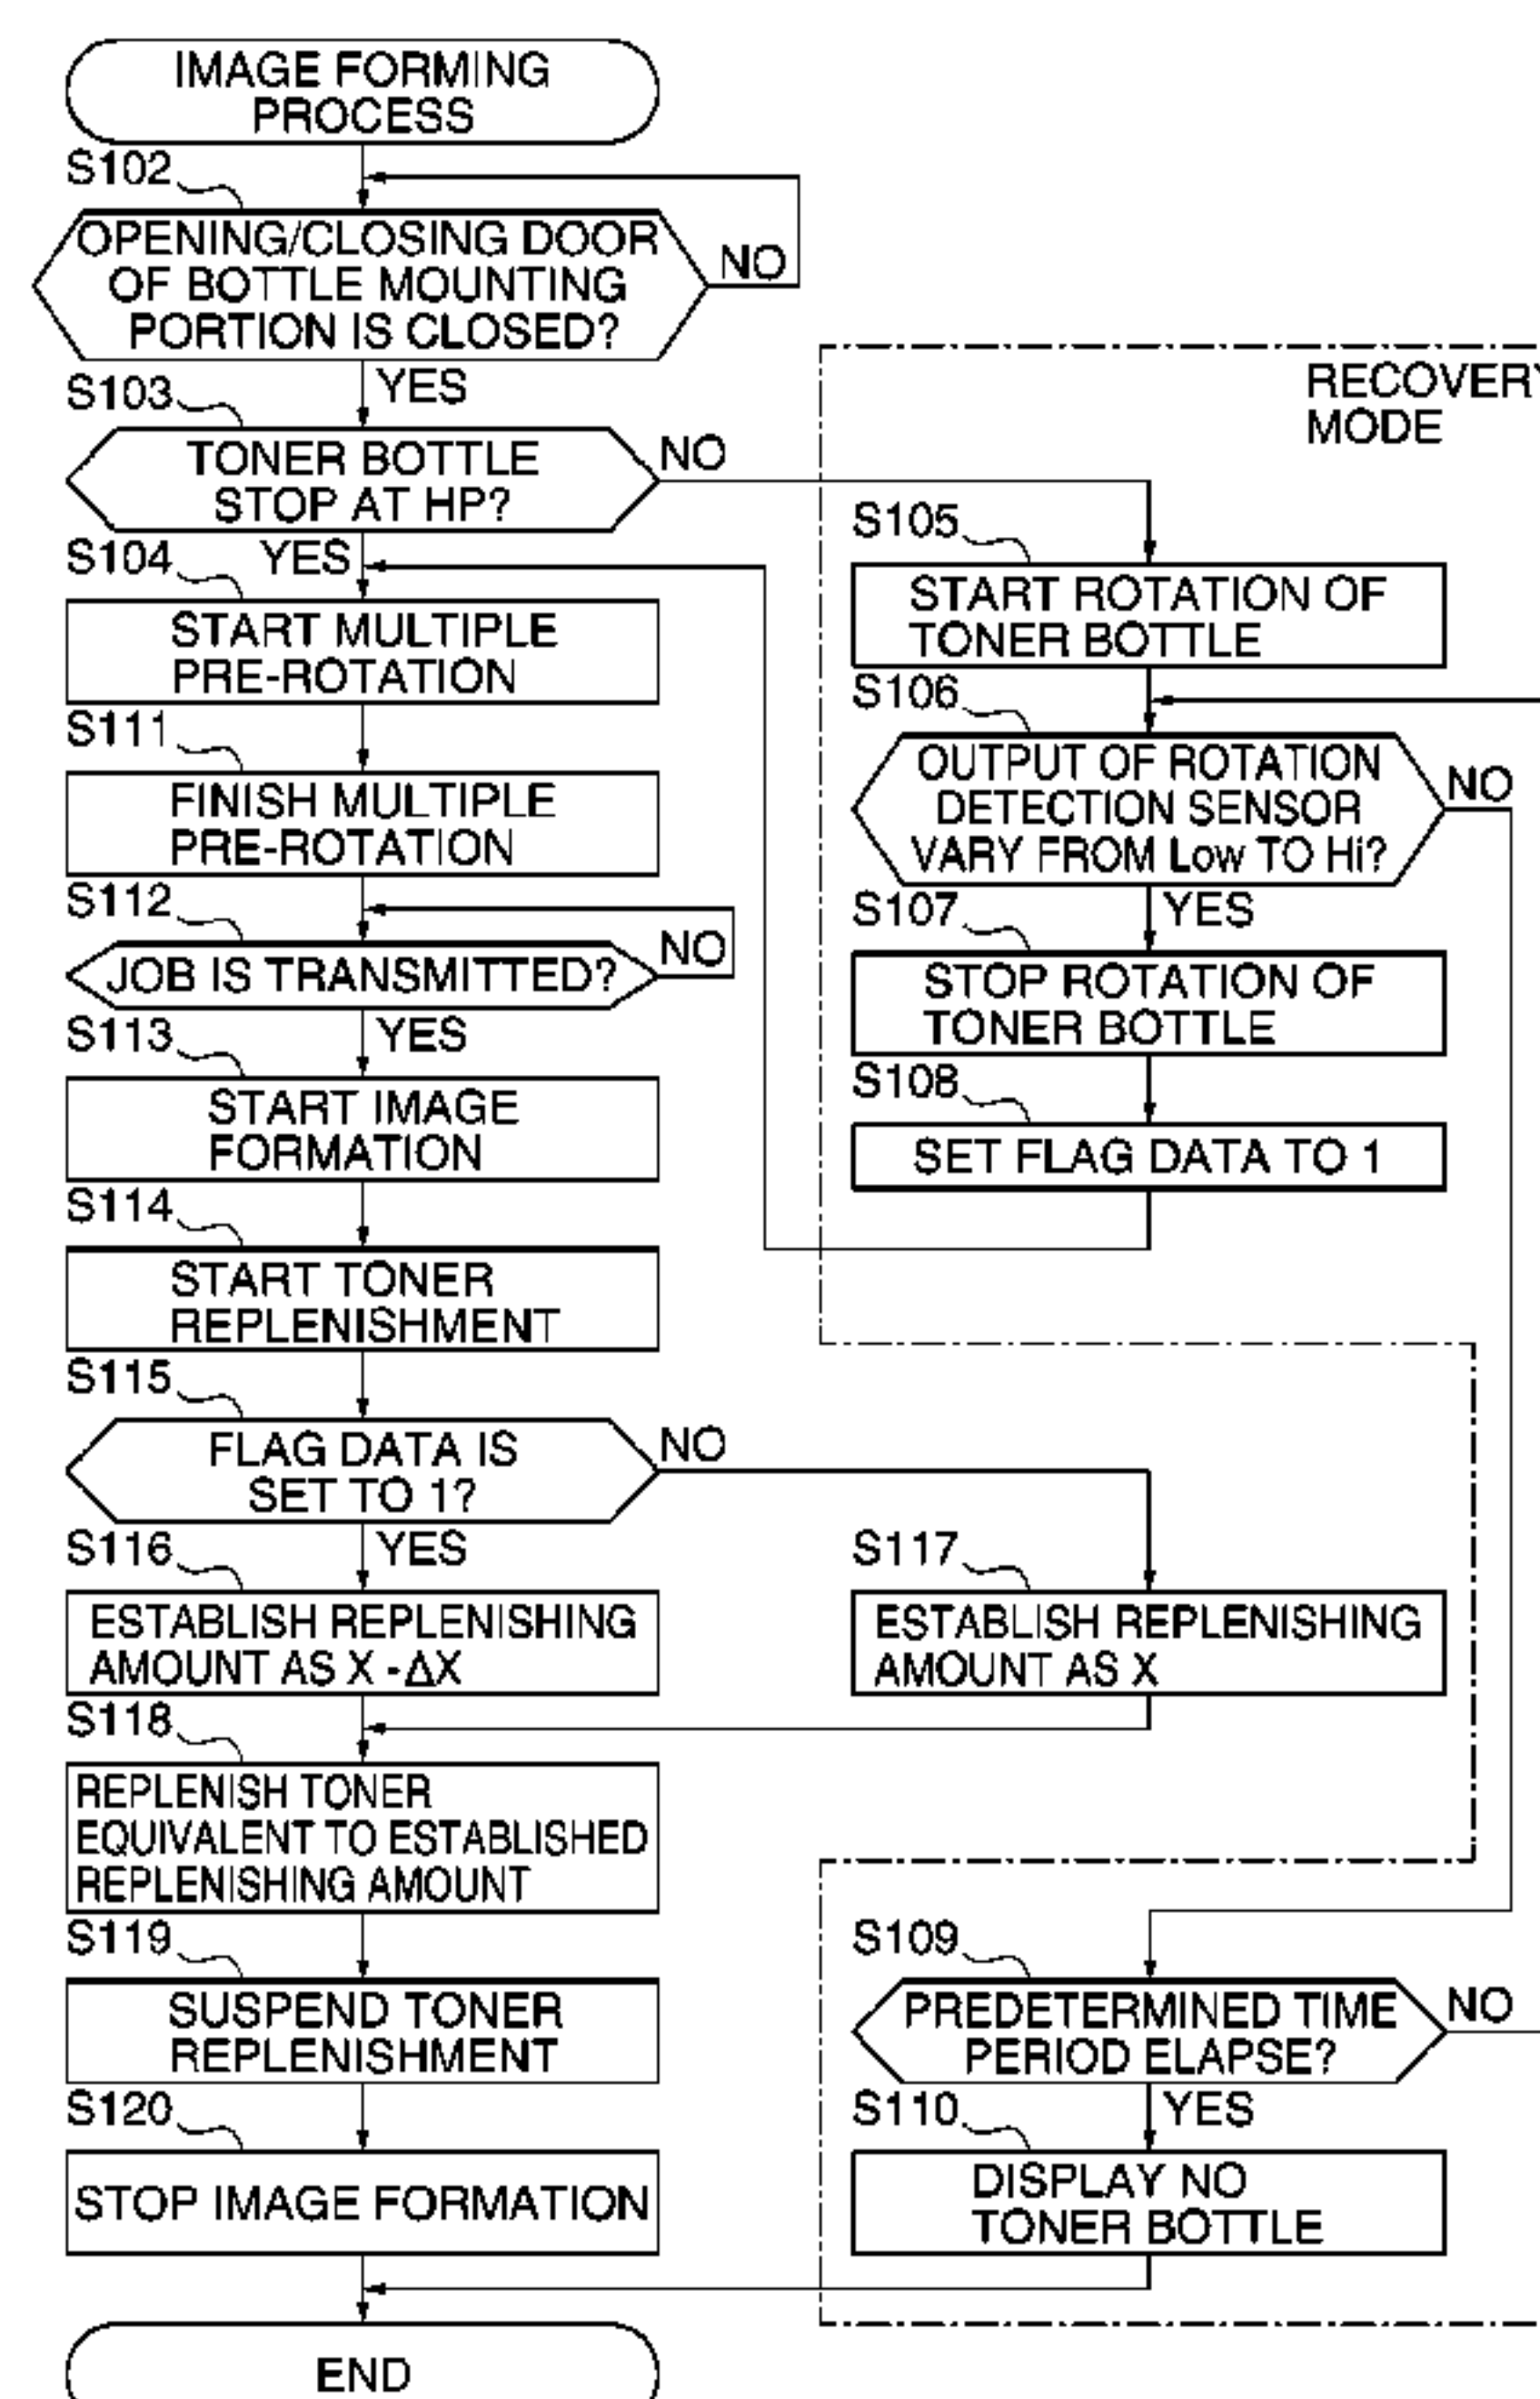 IMAGE FORMING
PROCESS
S102
OPENING/CLOSING DOOR
OF BOTTLE MOUNTING
PORTION IS CLOSED?
NO
YES
S103
TONER BOTTLE
STOP AT HP?
NO
YES
S104
START MULTIPLE
PRE-ROTATION
S111
FINISH MULTIPLE
PRE-ROTATION
S112
JOB IS TRANSMITTED?
NO
YES
S113
START IMAGE
FORMATION
S114
START TONER
REPLENISHMENT
S115
FLAG DATA IS
SET TO 1?
NO
YES
S116
ESTABLISH REPLENISHING
AMOUNT AS X -ΔX
S117
ESTABLISH REPLENISHING
AMOUNT AS X
S118
REPLENISH TONER
EQUIVALENT TO ESTABLISHED
REPLENISHING AMOUNT
S119
SUSPEND TONER
REPLENISHMENT
S120
STOP IMAGE FORMATION
END
RECOVERY
MODE
S105
START ROTATION OF
TONER BOTTLE
S106
OUTPUT OF ROTATION
DETECTION SENSOR
VARY FROM Low TO Hi?
NO
YES
S107
STOP ROTATION OF
TONER BOTTLE
S108
SET FLAG DATA TO 1
S109
PREDETERMINED TIME
PERIOD ELAPSE?
NO
YES
S110
DISPLAY NO
TONER BOTTLE